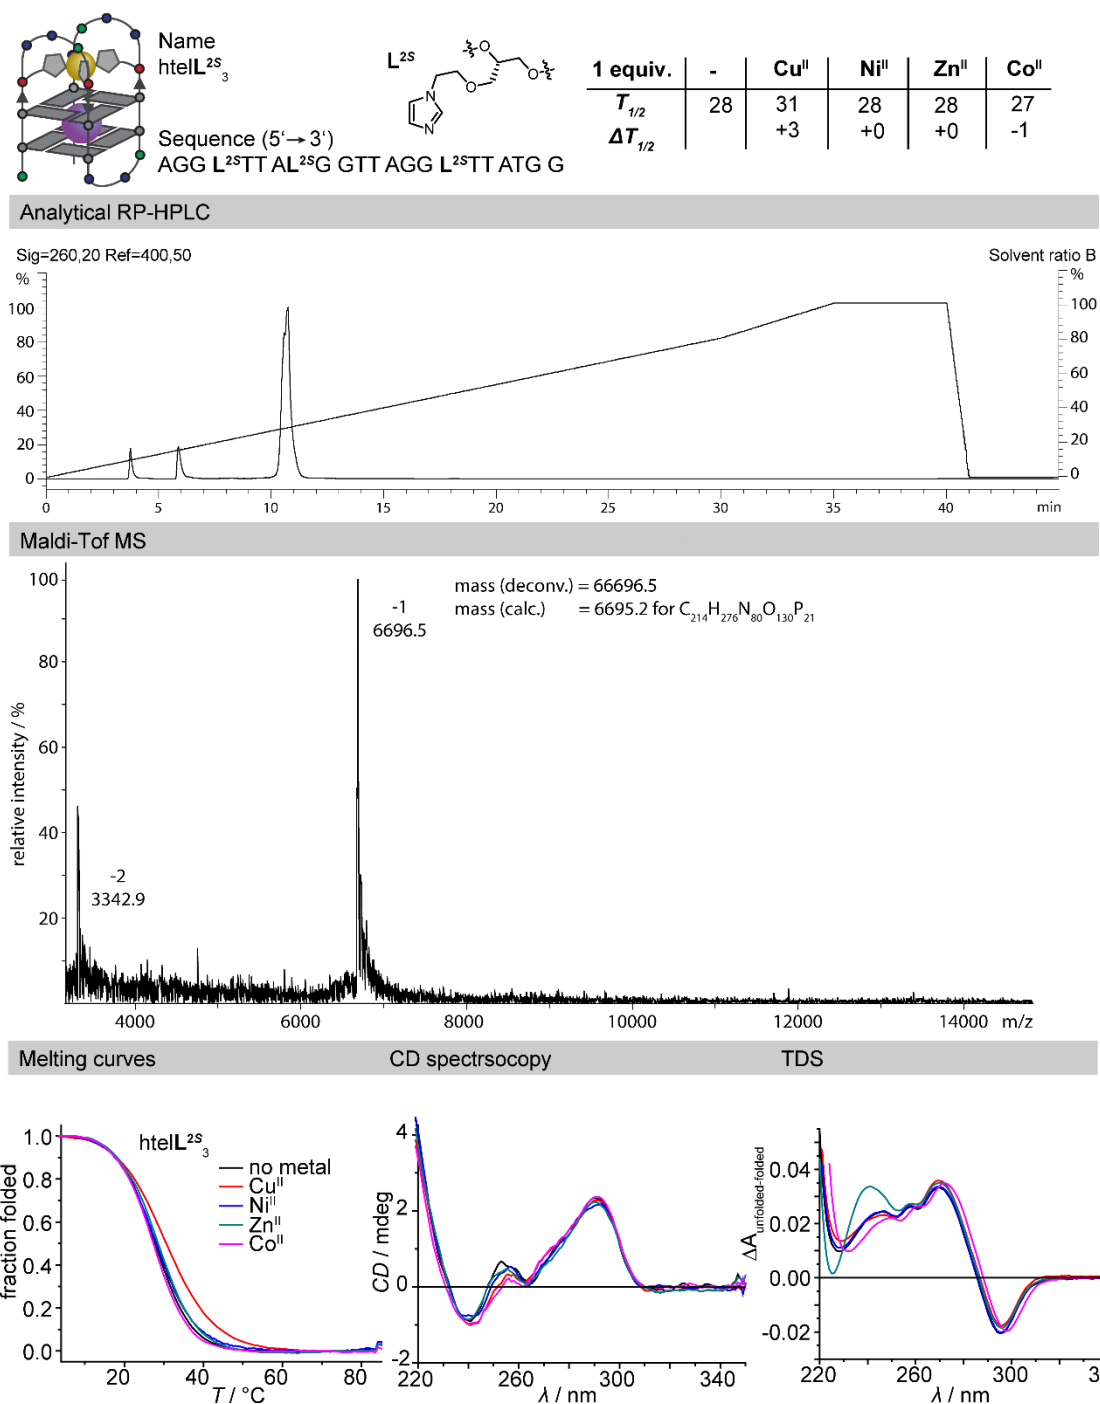 Name
htelL²ˢ₃
Sequence (5‘→3‘)
AGG L²ˢTT AL²ˢG GTT AGG L²ˢTT ATG G
L²ˢ
O
O
O
N
N
1 equiv. - Cuᴵᴵ Niᴵᴵ Znᴵᴵ Coᴵᴵ
T₁/₂ 28 31 28 28 27
ΔT₁/₂ +3 +0 +0 -1
Analytical RP-HPLC
Sig=260,20 Ref=400,50
Solvent ratio B
% %
100 100
80 80
60 60
40 40
20 20
0 0
0 5 10 15 20 25 30 35 40 min
Maldi-Tof MS
mass (deconv.) = 66696.5
mass (calc.) = 6695.2 for C₂₁₄H₂₇₆N₈₀O₁₃₀P₂₁
-1
6696.5
-2
3342.9
relative intensity / %
100
80
60
40
20
4000 6000 8000 10000 12000 14000 m/z
Melting curves CD spectrsocopy TDS
htelL²ˢ₃
no metal
Cuᴵᴵ
Niᴵᴵ
Znᴵᴵ
Coᴵᴵ
fraction folded
1.0
0.8
0.6
0.4
0.2
0.0
20 40 60 80
T / °C
CD / mdeg
4
2
0
-2
220 260 300 340
λ / nm
ΔA unfolded-folded
0.04
0.02
0.00
-0.02
220 260 300 3
λ / nm